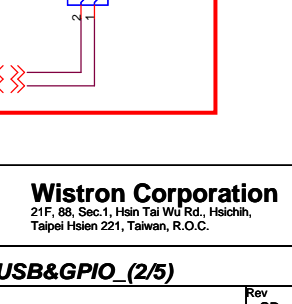 2
1
Wistron Corporation
21F, 88, Sec.1, Hsin Tai Wu Rd., Hsichih,
Taipei Hsien 221, Taiwan, R.O.C.
USB&GPIO_(2/5)
Rev